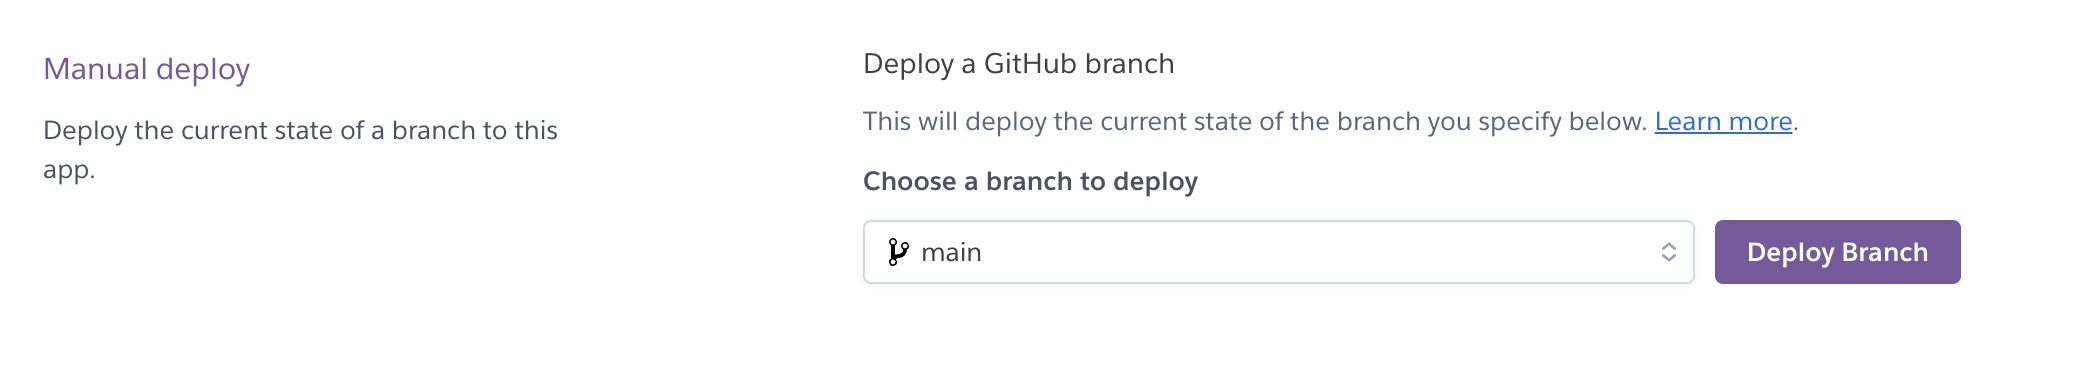 Manual deploy
Deploy the current state of a branch to this
app.
Deploy a GitHub branch
This will deploy the current state of the branch you specify below. Learn more.
Choose a branch to deploy
main
Deploy Branch